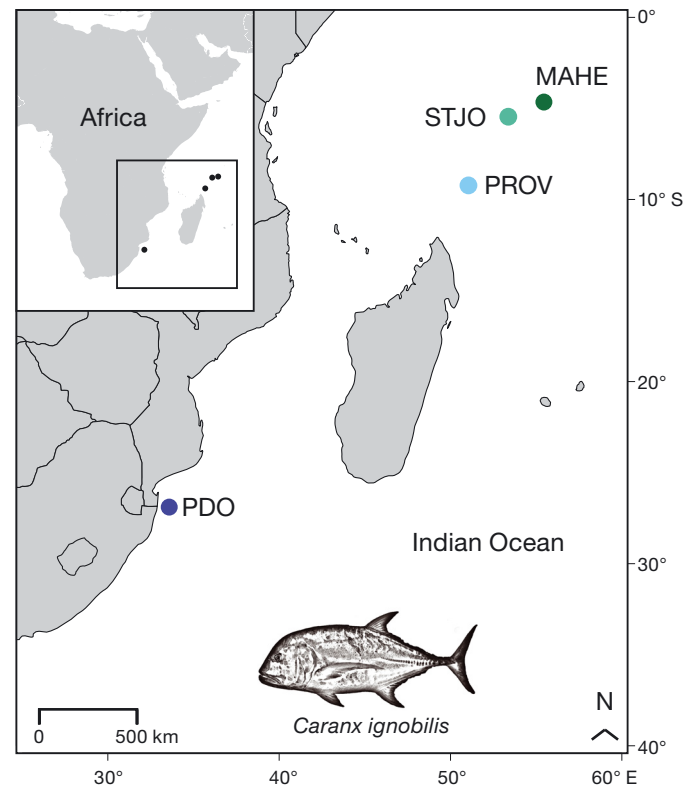 0°
MAHE
STJO
Africa
PROV
10° S
20°
PDO
Indian Ocean
30°
N
Caranx ignobilis
0 500 km
40°
30° 40° 50° 60° E